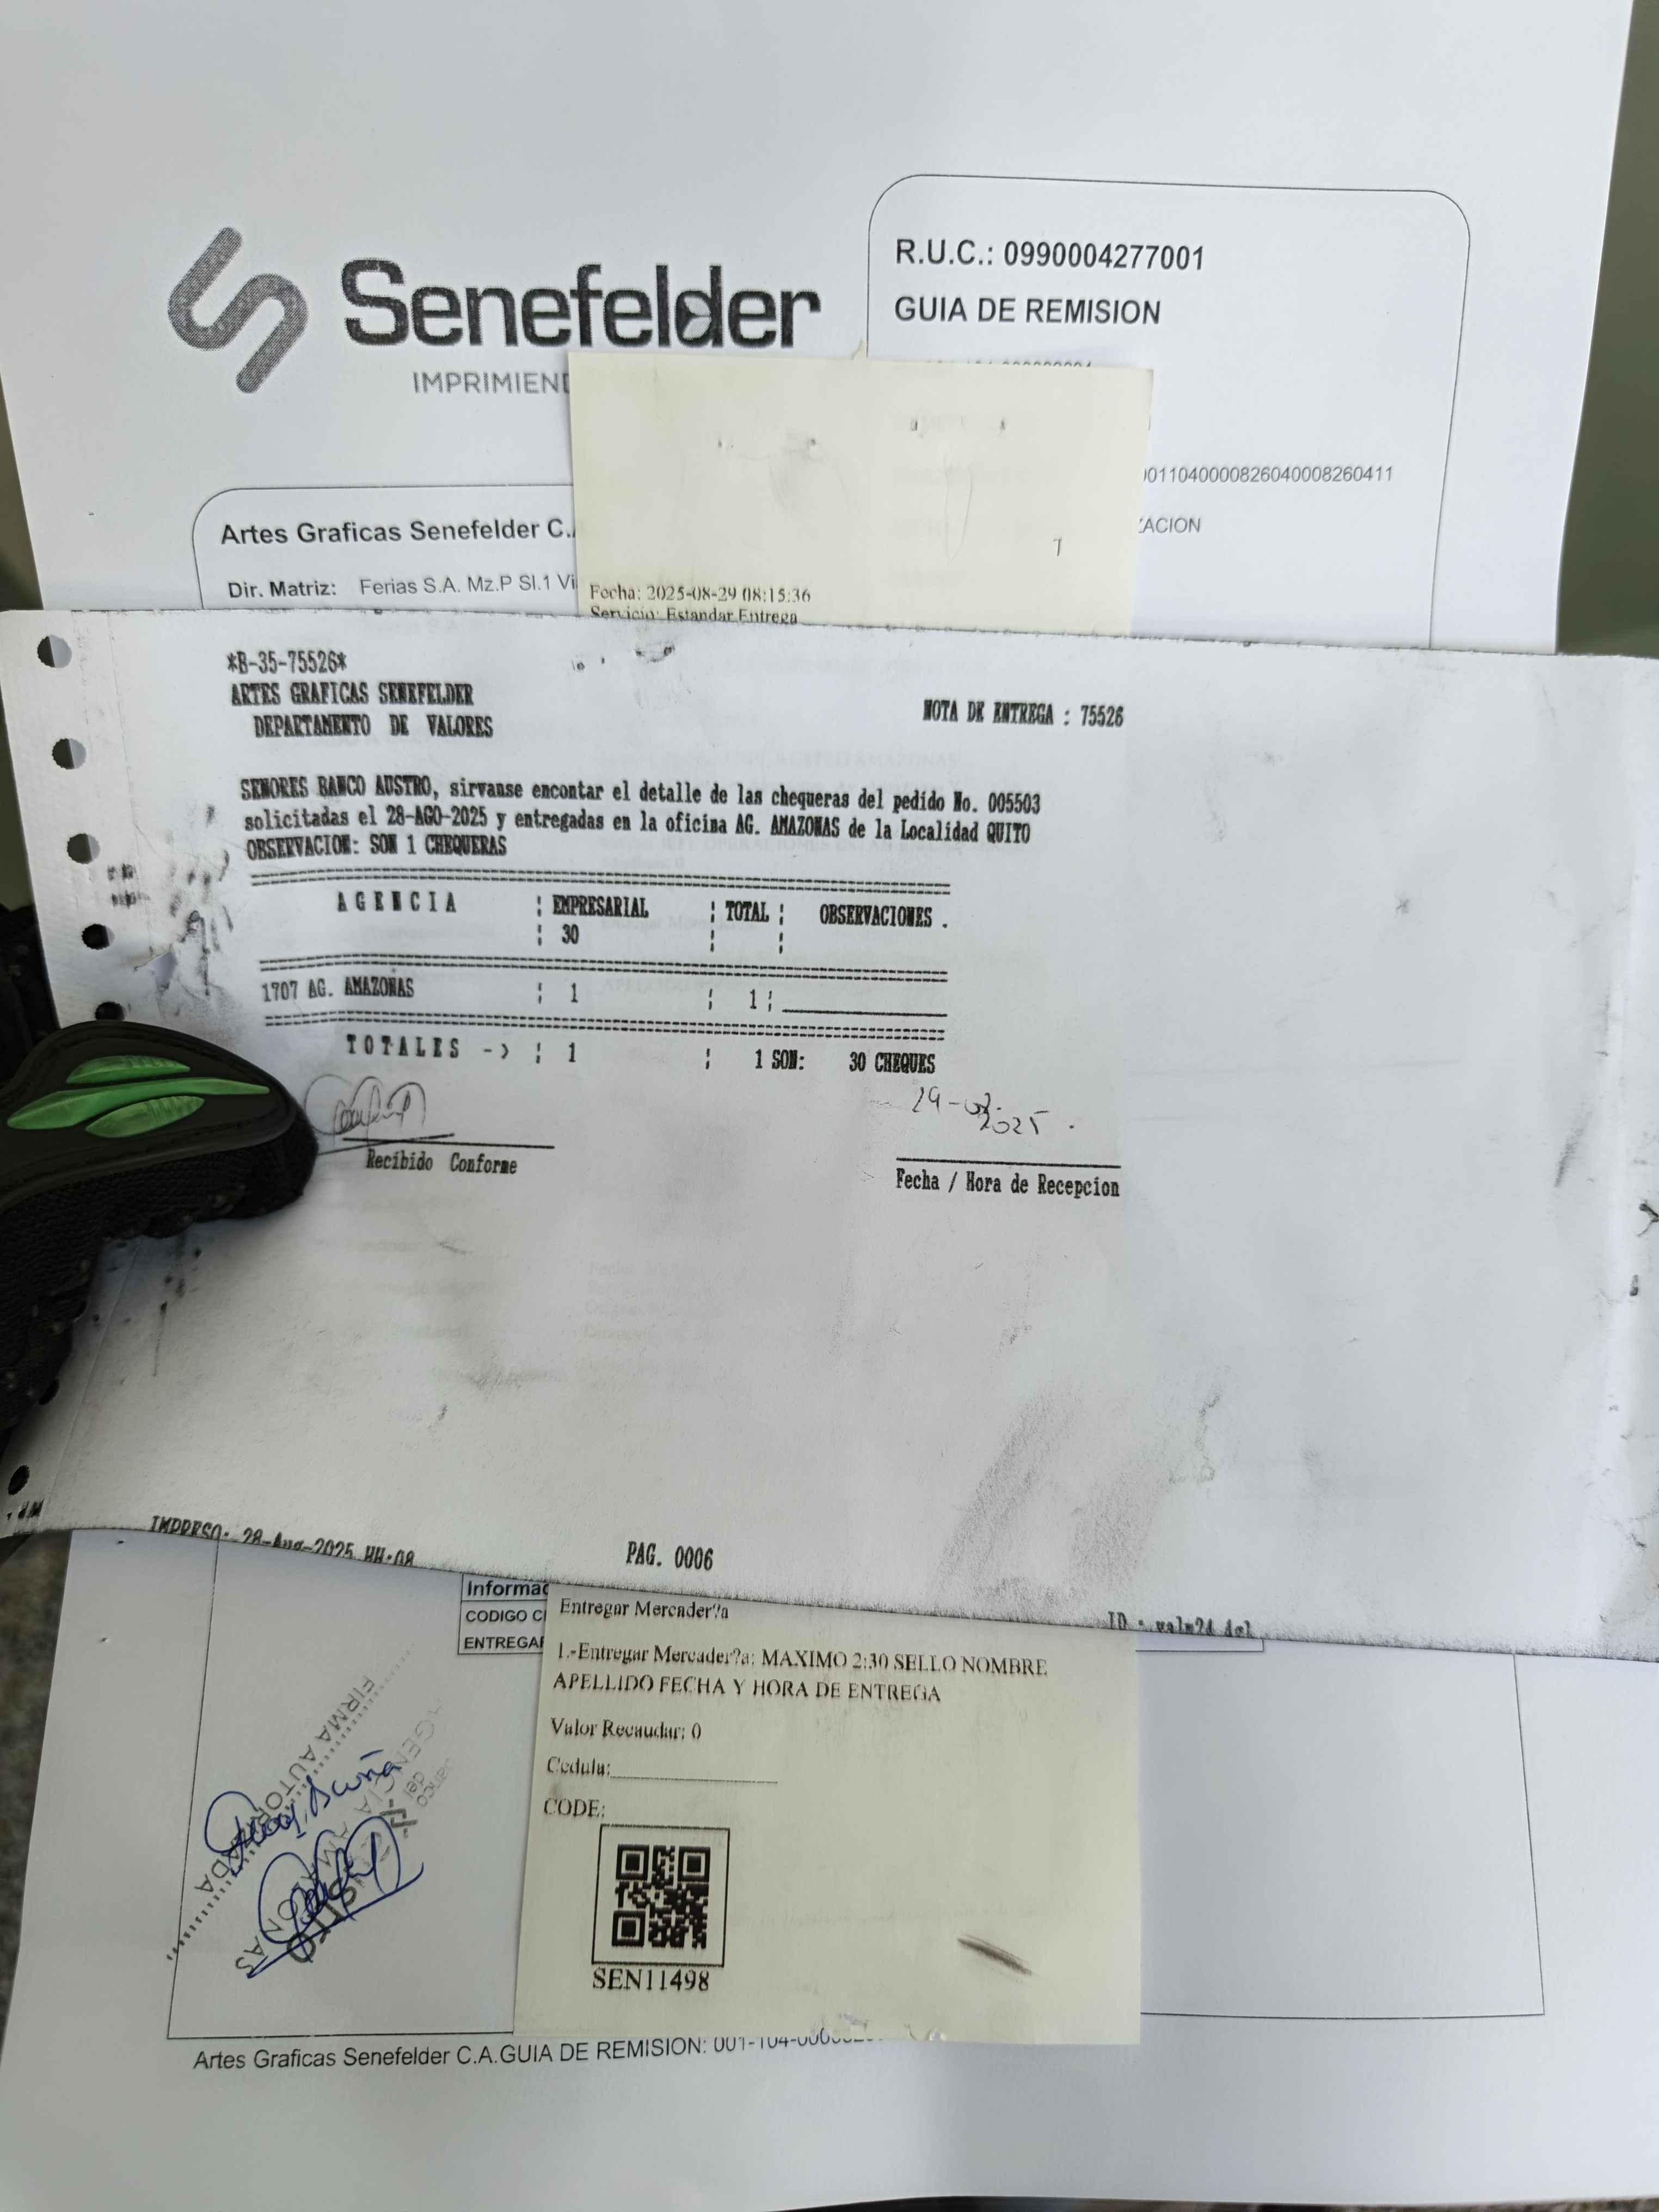 Senefelder
IMPRIMIEN
R.U.C.: 0990004277001
GUIA DE REMISION
0011040000826040008260411
ACION
Artes Graficas Senefelder C.
Dir. Matriz: Ferias S.A. Mz.P Sl.1 Vi
Fecha: 2025-08-29 08:15:36
Servicio: Estandar Entrega
*B-35-75526*
ARTES GRAFICAS SENEFELDER
DEPARTAMENTO DE VALORES
NOTA DE ENTREGA : 75526
SENORES BANCO AUSTRO, sirvanse encontar el detalle de las chequeras del pedido No. 005503
solicitadas el 28-AGO-2025 y entregadas en la oficina AG. AMAZONAS de la Localidad QUITO
OBSERVACION: SON 1 CHEQUERAS
AGENCIA ¦ EMPRESARIAL ¦ TOTAL ¦ OBSERVACIONES .
¦ 30 ¦ ¦
1707 AG. AMAZONAS ¦ 1 ¦ 1 ¦
TOTALES -> ¦ 1 ¦ 1 SON: 30 CHEQUES
2025
Recibido Conforme
Fecha / Hora de Recepcion
IMPRESO: 28-Aug-2025 HH:08
PAG. 0006
Informac
CODIGO C
ENTREGA
Entregar Mercader?a
1.-Entregar Mercader?a: MAXIMO 2:30 SELLO NOMBRE
APELLIDO FECHA Y HORA DE ENTREGA
Valor Recaudar: 0
Cedula:
CODE:
SEN11498
FIRMA AUTORIZADA
AGENCIA AMAZONAS
Artes Graficas Senefelder C.A.GUIA DE REMISION: 001-104-0000